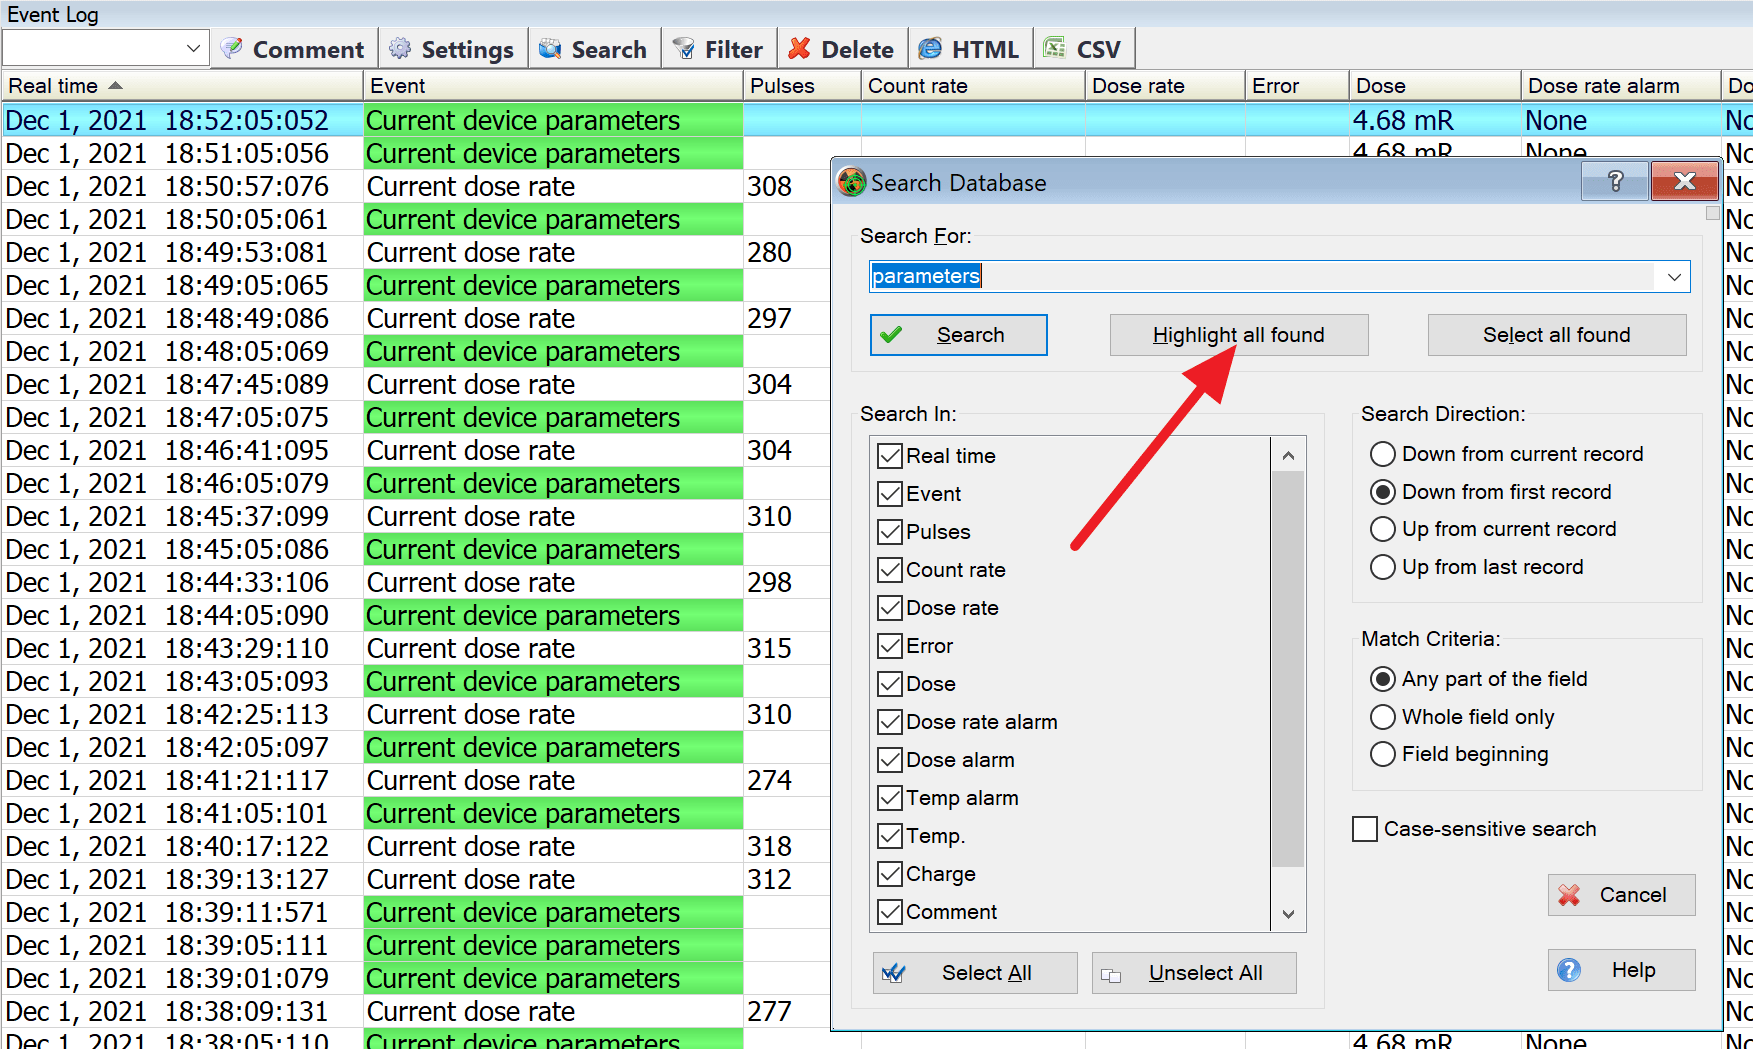 Event Log
Comment Settings Search Filter Delete HTML CSV
Real time Event Pulses Count rate Dose rate Error Dose Dose rate alarm Do
Dec 1, 2021 18:52:05:052 Current device parameters 4.68 mR None No
Dec 1, 2021 18:51:05:056 Current device parameters 4.68 mR None No
Dec 1, 2021 18:50:57:076 Current dose rate 308 No
Dec 1, 2021 18:50:05:061 Current device parameters No
Dec 1, 2021 18:49:53:081 Current dose rate 280 No
Dec 1, 2021 18:49:05:065 Current device parameters No
Dec 1, 2021 18:48:49:086 Current dose rate 297 No
Dec 1, 2021 18:48:05:069 Current device parameters No
Dec 1, 2021 18:47:45:089 Current dose rate 304 No
Dec 1, 2021 18:47:05:075 Current device parameters No
Dec 1, 2021 18:46:41:095 Current dose rate 304 No
Dec 1, 2021 18:46:05:079 Current device parameters No
Dec 1, 2021 18:45:37:099 Current dose rate 310 No
Dec 1, 2021 18:45:05:086 Current device parameters No
Dec 1, 2021 18:44:33:106 Current dose rate 298 No
Dec 1, 2021 18:44:05:090 Current device parameters No
Dec 1, 2021 18:43:29:110 Current dose rate 315 No
Dec 1, 2021 18:43:05:093 Current device parameters No
Dec 1, 2021 18:42:25:113 Current dose rate 310 No
Dec 1, 2021 18:42:05:097 Current device parameters No
Dec 1, 2021 18:41:21:117 Current dose rate 274 No
Dec 1, 2021 18:41:05:101 Current device parameters No
Dec 1, 2021 18:40:17:122 Current dose rate 318 No
Dec 1, 2021 18:39:13:127 Current dose rate 312 No
Dec 1, 2021 18:39:11:571 Current device parameters No
Dec 1, 2021 18:39:05:111 Current device parameters No
Dec 1, 2021 18:39:01:079 Current device parameters No
Dec 1, 2021 18:38:09:131 Current dose rate 277 No
Dec 1, 2021 18:38:05:110 Current device parameters 4.68 mR None No
Search Database
?
Search For:
parameters
Search Highlight all found Select all found
Search In:
Real time
Event
Pulses
Count rate
Dose rate
Error
Dose
Dose rate alarm
Dose alarm
Temp alarm
Temp.
Charge
Comment
Select All Unselect All
Search Direction:
Down from current record
Down from first record
Up from current record
Up from last record
Match Criteria:
Any part of the field
Whole field only
Field beginning
Case-sensitive search
Cancel
? Help